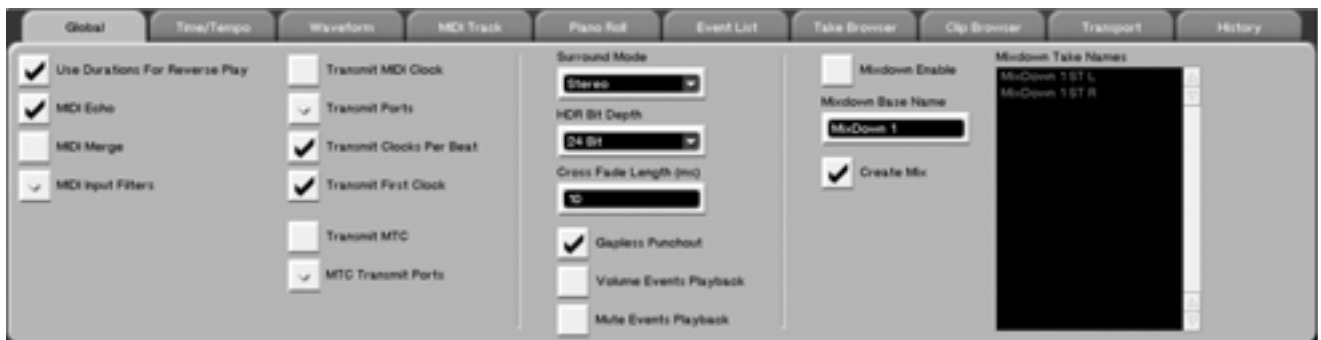 Global
Time/Tempo
Waveform
MIDI Track
Piano Roll
Event List
Take Browser
Clip Browser
Transport
History
Use Durations For Reverse Play
MIDI Echo
MIDI Merge
MIDI Input Filters
Transmit MIDI Clock
Transmit Ports
Transmit Clocks Per Beat
Transmit First Clock
Transmit MTC
MTC Transmit Ports
Surround Mode
Stereo
HDR Bit Depth
24 Bit
Cross Fade Length (ms)
10
Gapless Punchout
Volume Events Playback
Mute Events Playback
Mixdown Enable
Mixdown Base Name
MixDown 1
Create Mix
Mixdown Take Names
MixDown 1 ST L
MixDown 1 ST R